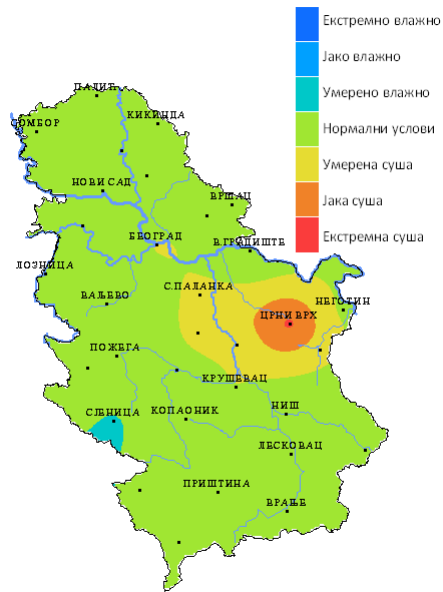 Екстремно влажно
Јако влажно
Умерено влажно
Нормални услови
Умерена суша
Јака суша
Екстремна суша
ПАЛИЋ
СОМБОР
КИКИНДА
НОВИ САД
ВРШАЦ
БЕОГРАД
В.ГРАДИШТЕ
ЛОЗНИЦА
С.ПАЛАНКА
ВАЉЕВО
НЕГОТИН
ЦРНИ ВРХ
ПОЖЕГА
КРУШЕВАЦ
СЈЕНИЦА
КОПАОНИК
НИШ
ЛЕСКОВАЦ
ПРИШТИНА
ВРАЊЕ